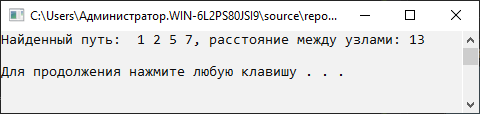 C:\Users\Администратор.WIN-6L2PS80JSI9\source\repo...
Найденный путь:  1 2 5 7, расстояние между узлами: 13
Для продолжения нажмите любую клавишу . . .